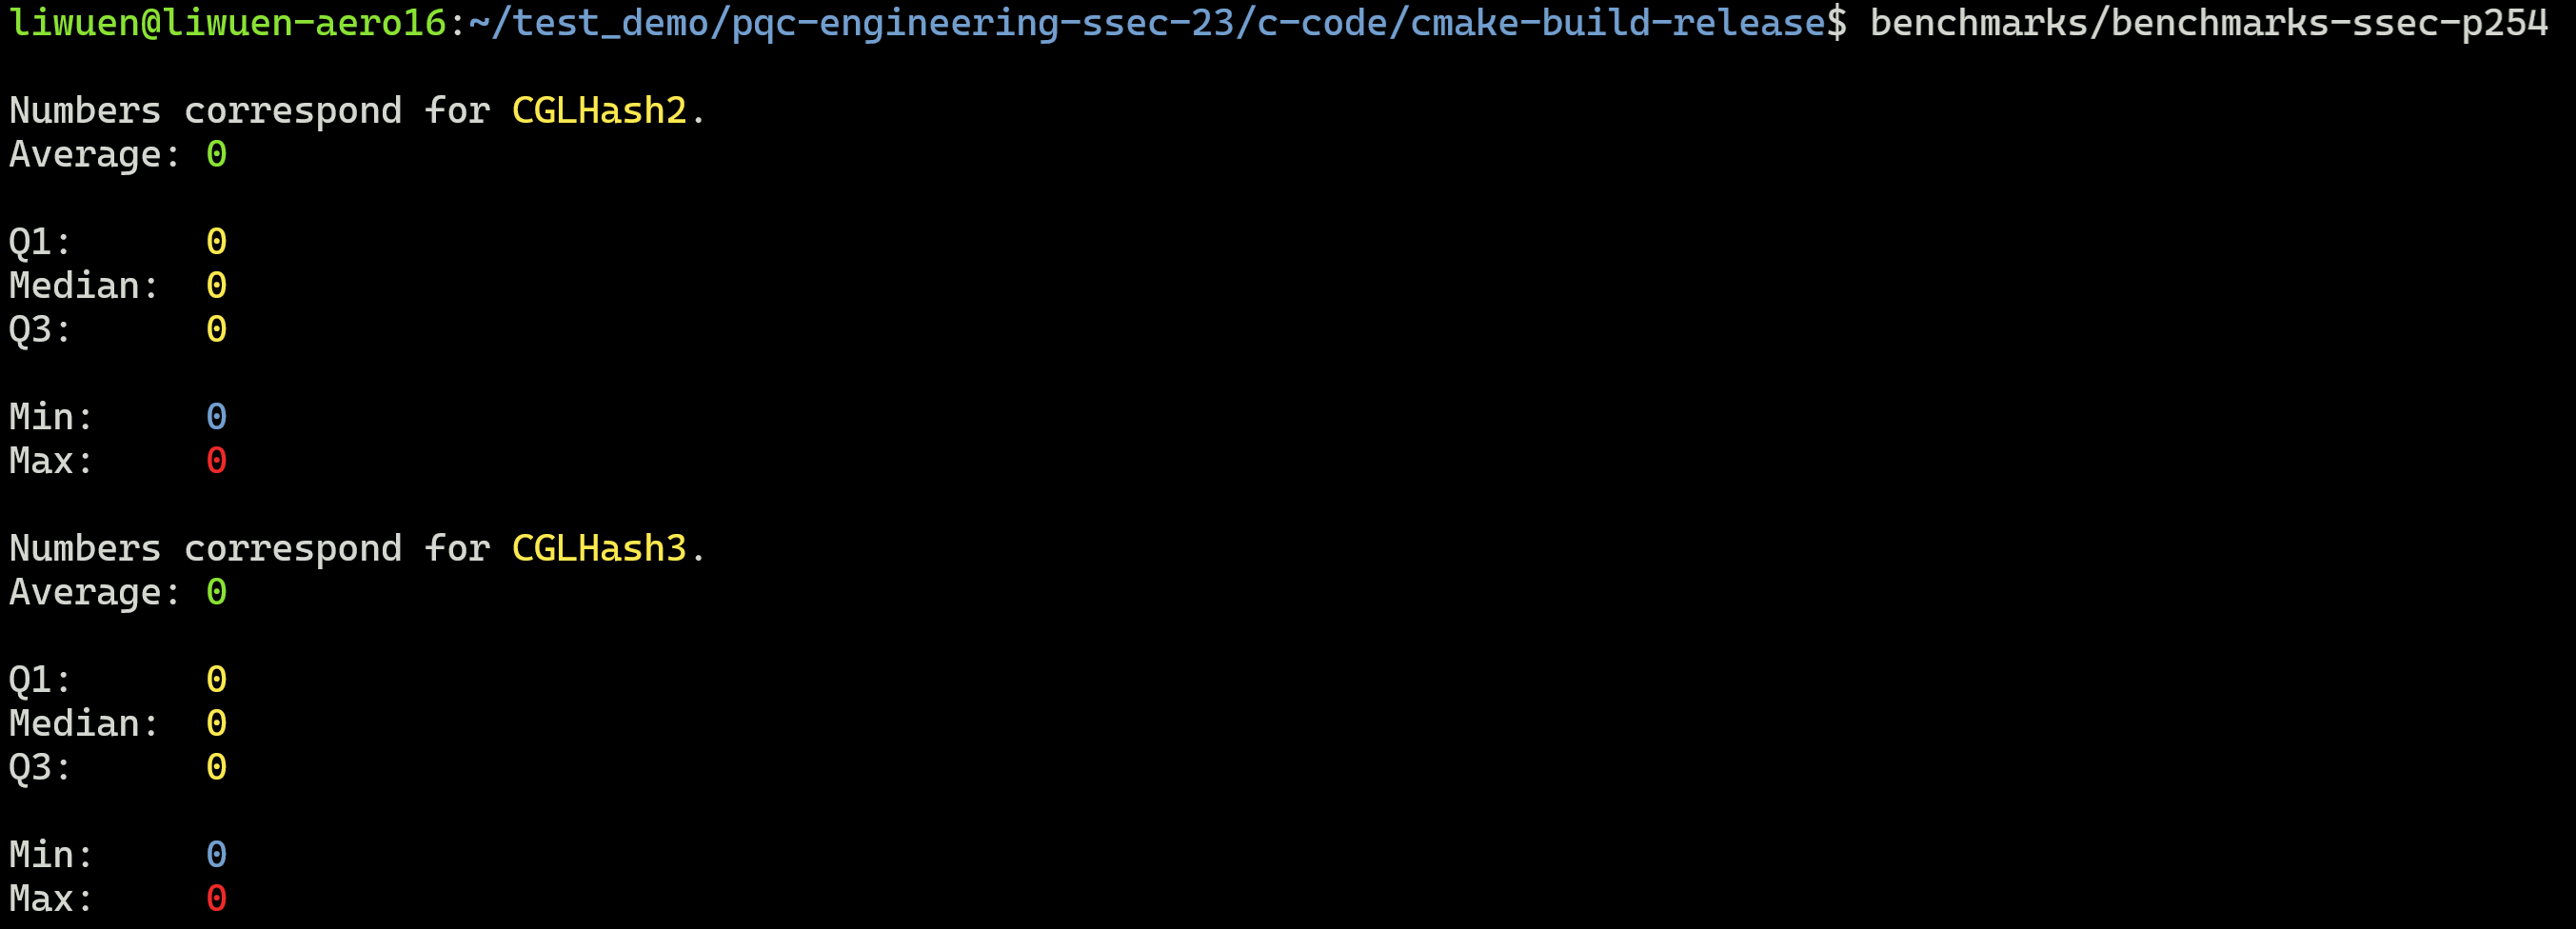 liwuen@liwuen-aero16:~/test_demo/pqc-engineering-ssec-23/c-code/cmake-build-release$ benchmarks/benchmarks-ssec-p254
Numbers correspond for CGLHash2.
Average: 0
Q1: 0
Median: 0
Q3: 0
Min: 0
Max: 0
Numbers correspond for CGLHash3.
Average: 0
Q1: 0
Median: 0
Q3: 0
Min: 0
Max: 0